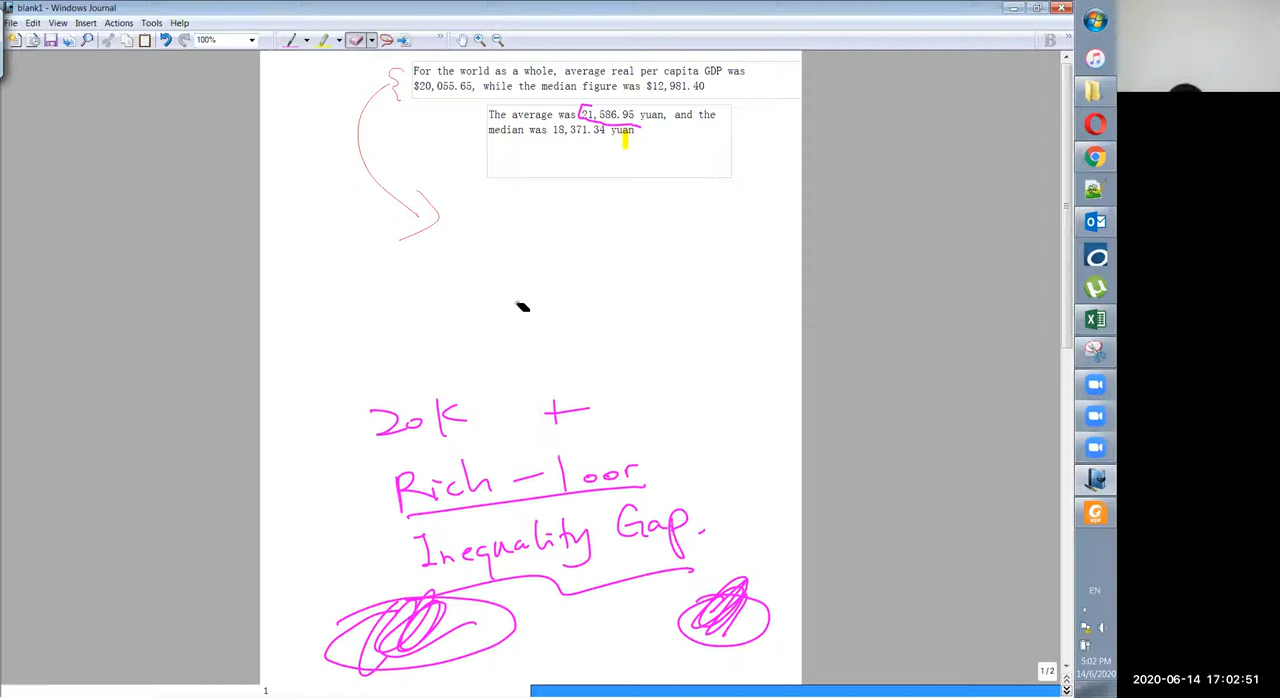 blank1 - Windows Journal
File Edit View Insert Actions Tools Help
100%
For the world as a whole, average real per capita GDP was
$20,055.65, while the median figure was $12,981.40
The average was 21,586.95 yuan, and the
median was 18,371.34 yuan
20K +
Rich - Poor
Inequality Gap.
1/2
1
EN
5:02 PM
14/6/2020
2020-06-14 17:02:51